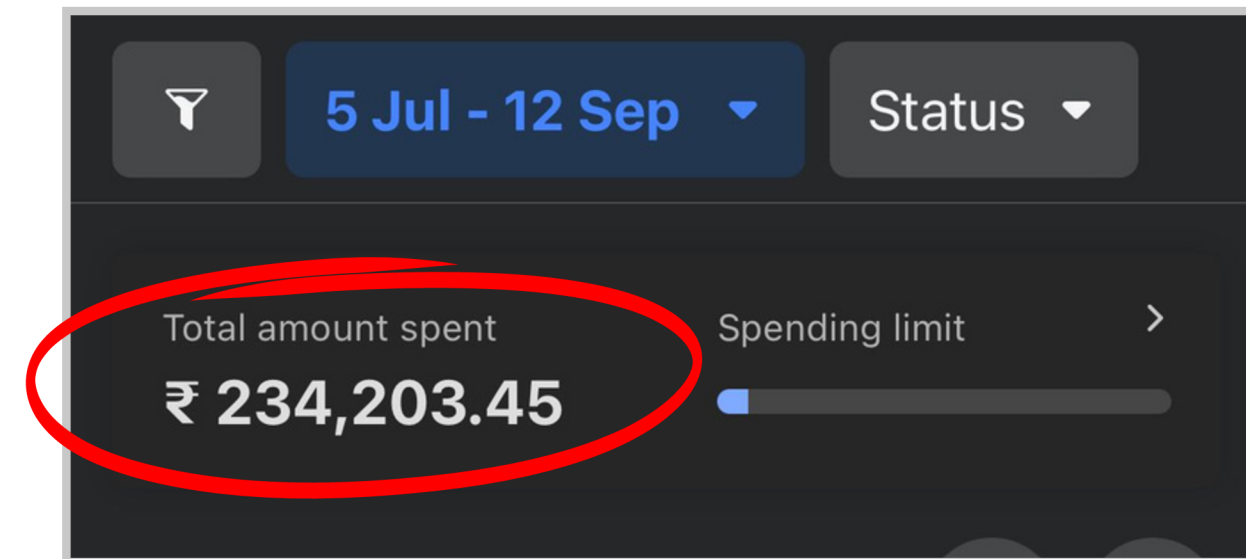 5 Jul - 12 Sep
Status
Total amount spent
₹ 234,203.45
Spending limit